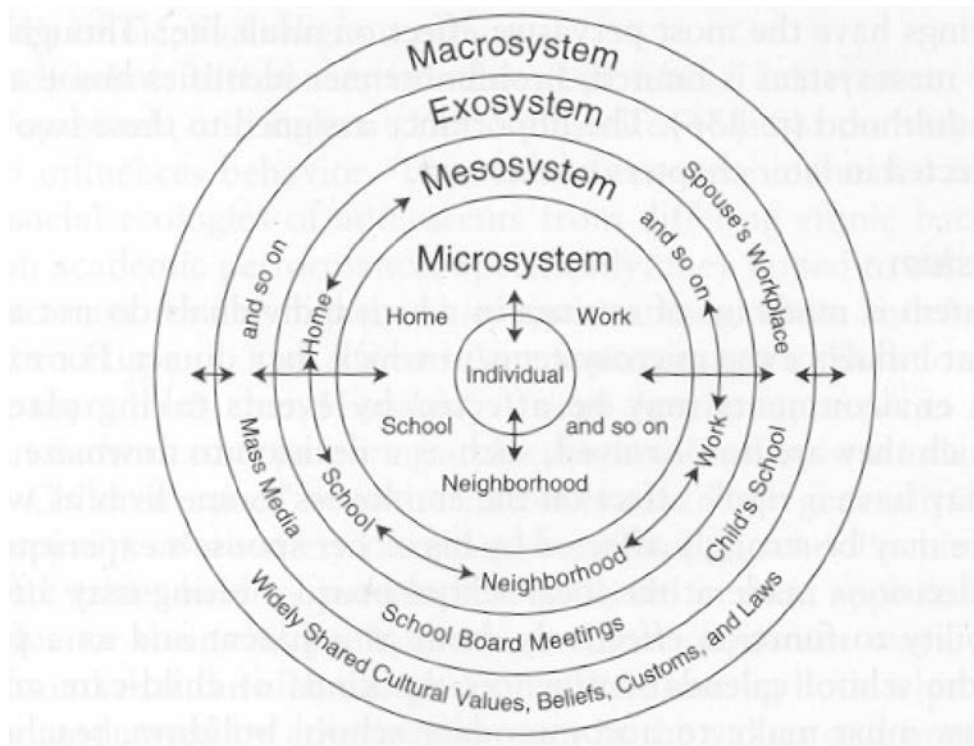 Macrosystem
Exosystem
Mesosystem
Microsystem
Home
Work
Individual
School
and so on
Neighborhood
Home
and so on
Work
Neighborhood
School
and so on
Spouse's Workplace
Child's School
School Board Meetings
Mass Media
Widely Shared Cultural Values, Beliefs, Customs, and Laws